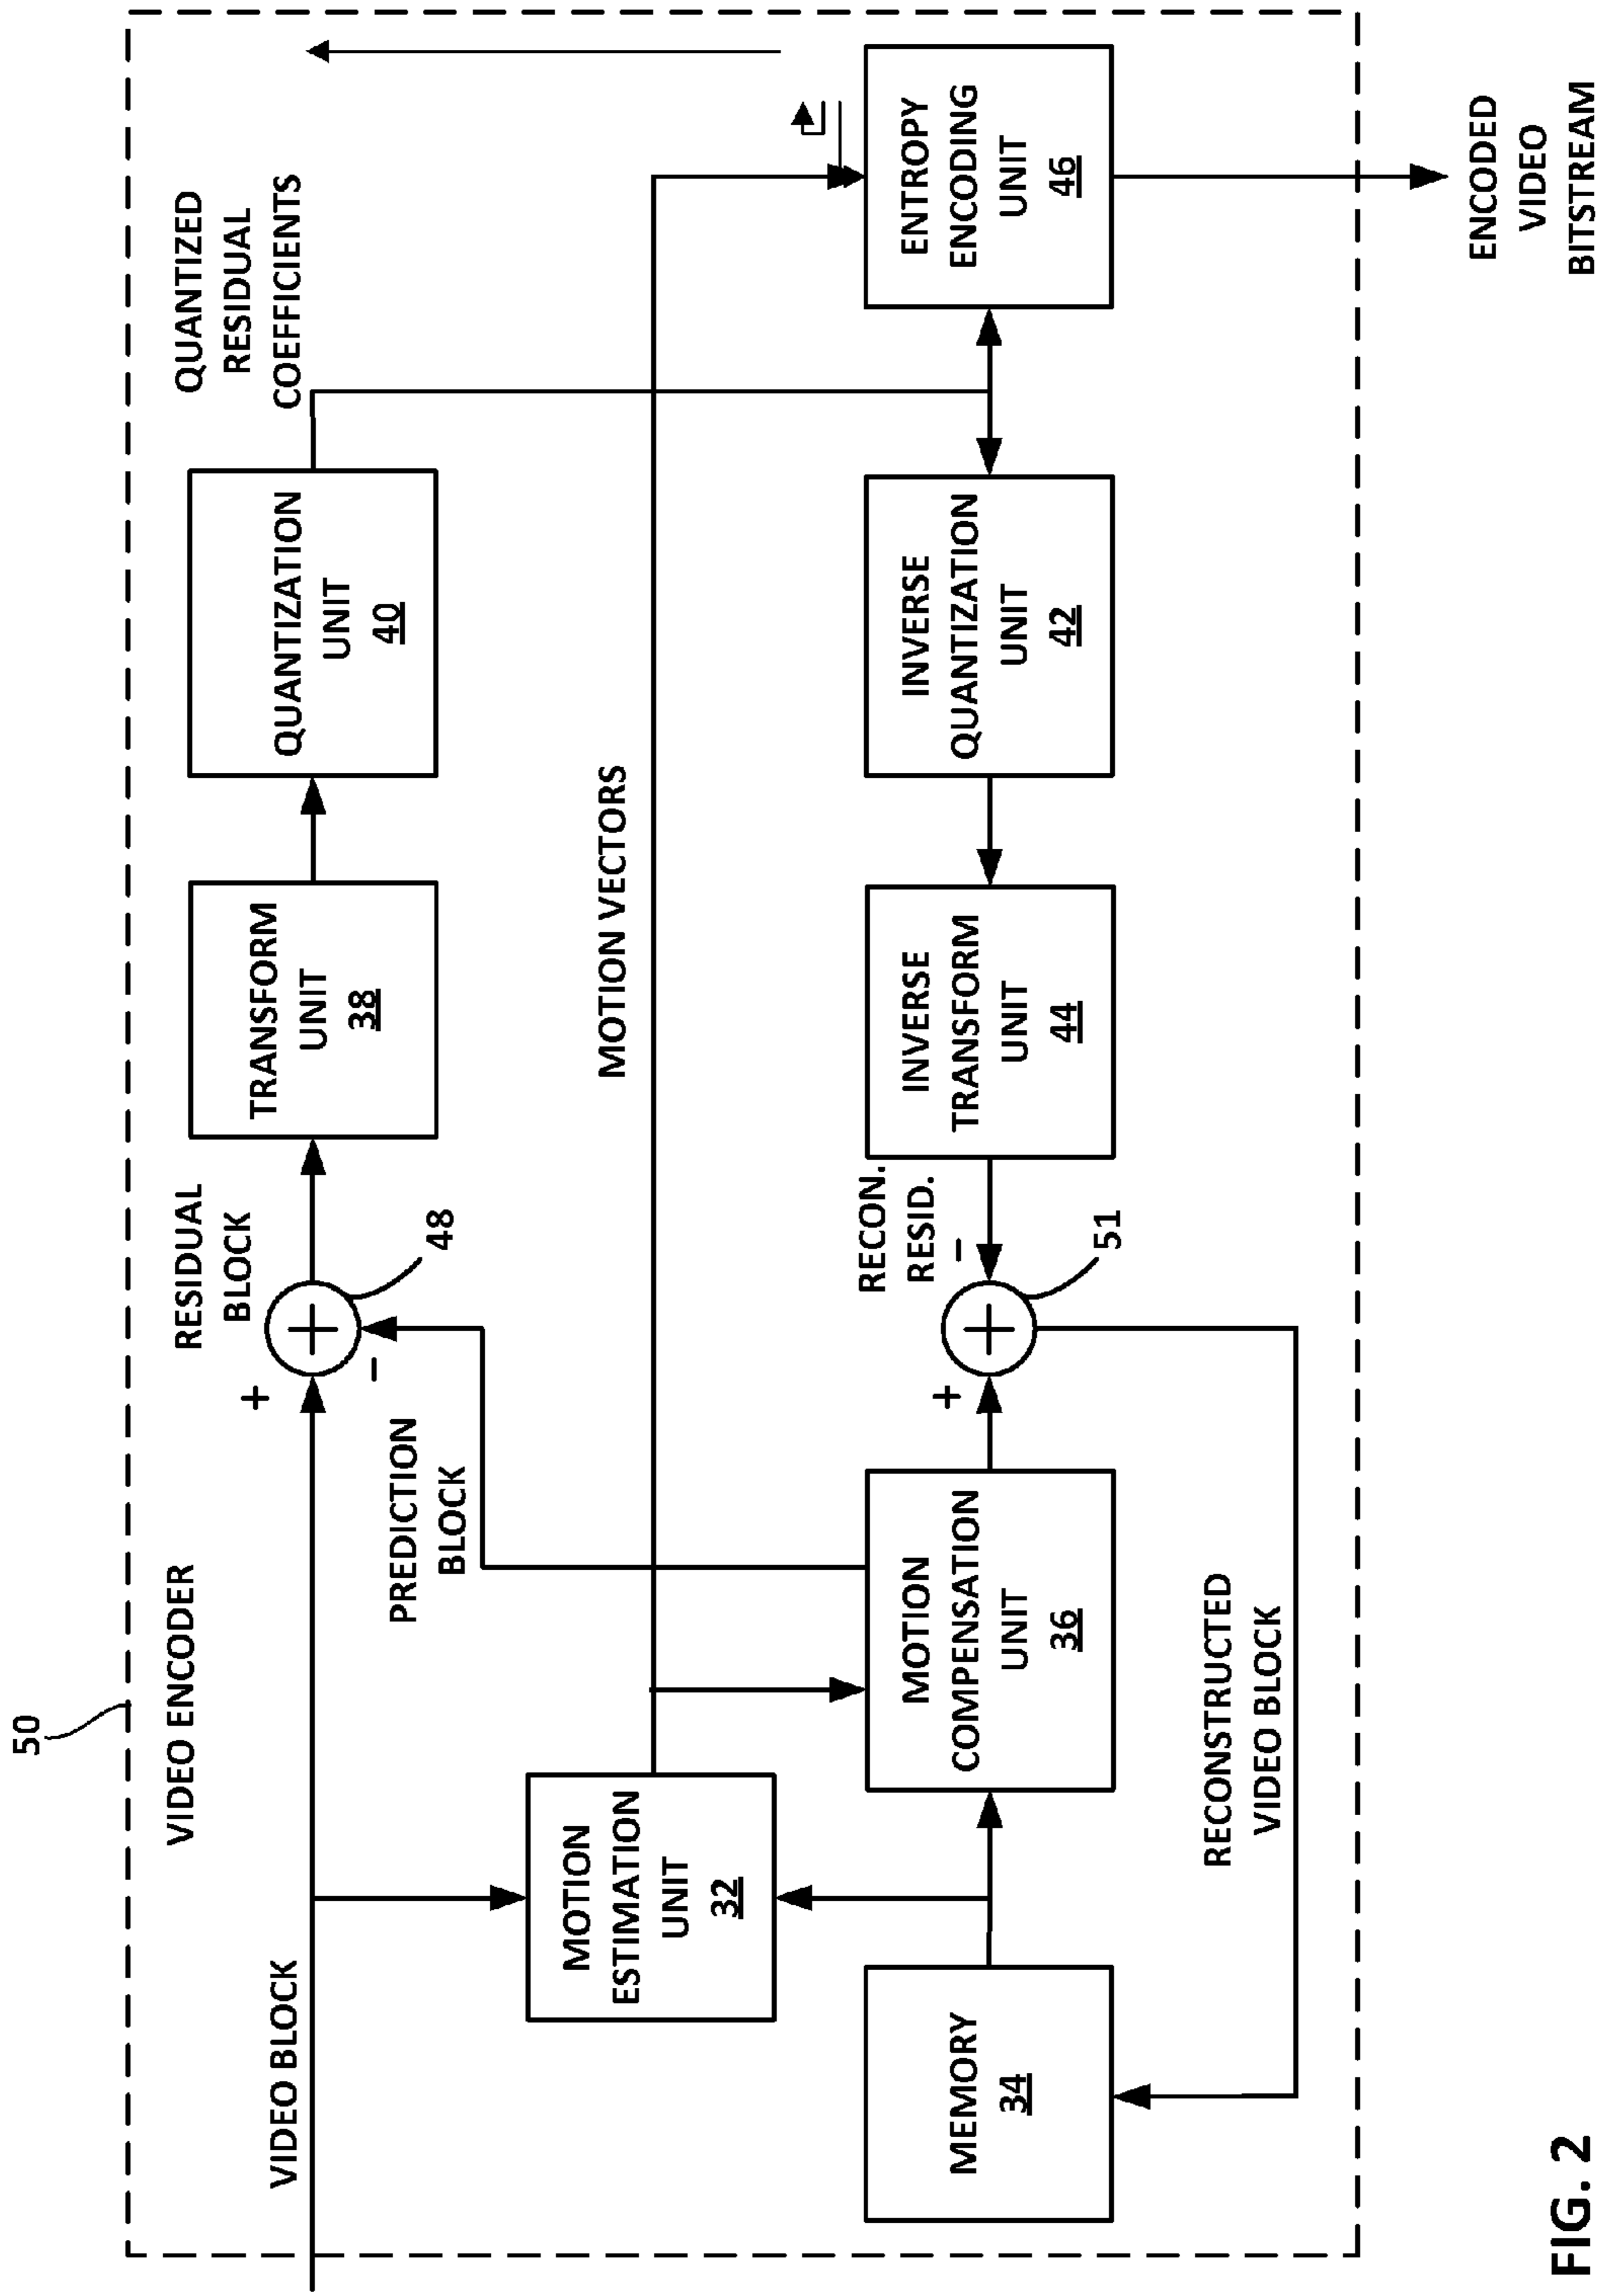 50
VIDEO ENCODER
VIDEO BLOCK
+
-
48
RESIDUAL
BLOCK
TRANSFORM
UNIT
38
QUANTIZATION
UNIT
40
QUANTIZED
RESIDUAL
COEFFICIENTS
PREDICTION
BLOCK
MOTION VECTORS
MOTION
ESTIMATION
UNIT
32
MEMORY
34
MOTION
COMPENSATION
UNIT
36
+
-
51
RECON.
RESID.
INVERSE
TRANSFORM
UNIT
44
INVERSE
QUANTIZATION
UNIT
42
ENTROPY
ENCODING
UNIT
46
RECONSTRUCTED
VIDEO BLOCK
ENCODED
VIDEO
BITSTREAM
FIG. 2